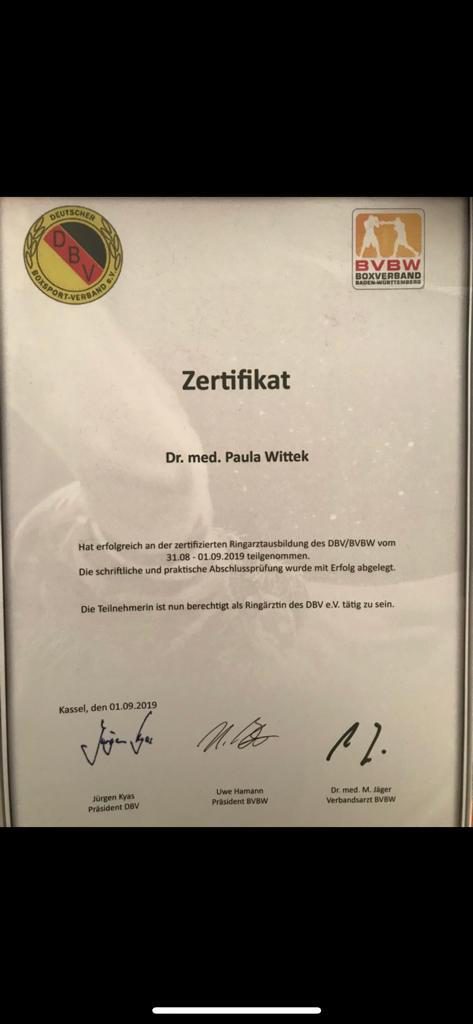 DEUTSCHER
DBV
BOXSPORT-VERBAND e.V.
BVBW
BOXVERBAND
BADEN-WÜRTTEMBERG
Zertifikat
Dr. med. Paula Wittek
Hat erfolgreich an der zertifizierten Ringarztausbildung des DBV/BVBW vom
31.08 - 01.09.2019 teilgenommen.
Die schriftliche und praktische Abschlussprüfung wurde mit Erfolg abgelegt.
Die Teilnehmerin ist nun berechtigt als Ringärztin des DBV e.V. tätig zu sein.
Kassel, den 01.09.2019
Jürgen Kyas
Jürgen Kyas
Präsident DBV
Uwe Hamann
Präsident BVBW
Dr. med. M. Jäger
Verbandsarzt BVBW